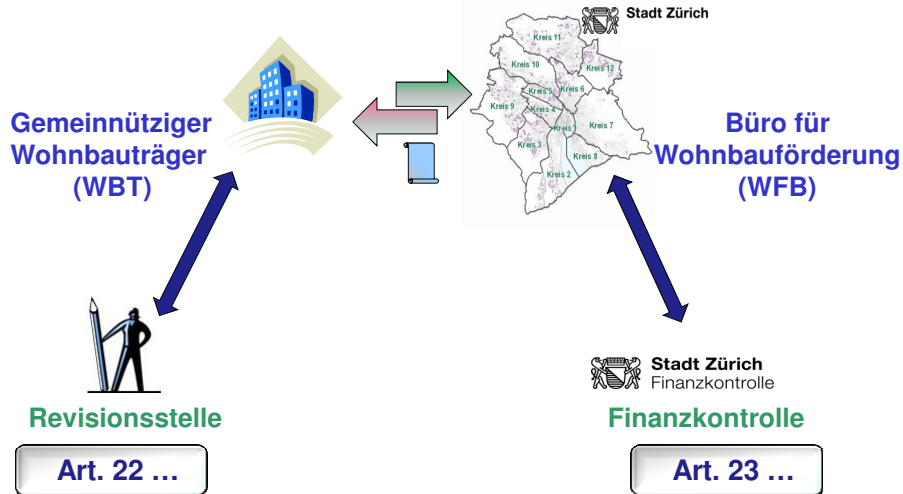 Stadt Zürich
Kreis 11
Kreis 10
Kreis 12
Kreis 5
Kreis 6
Kreis 9
Kreis 4
Kreis 1
Kreis 7
Kreis 3
Kreis 8
Kreis 2
Gemeinnütziger
Wohnbauträger
(WBT)
Büro für
Wohnbauförderung
(WFB)
Stadt Zürich
Finanzkontrolle
Revisionsstelle
Finanzkontrolle
Art. 22 ...
Art. 23 ...